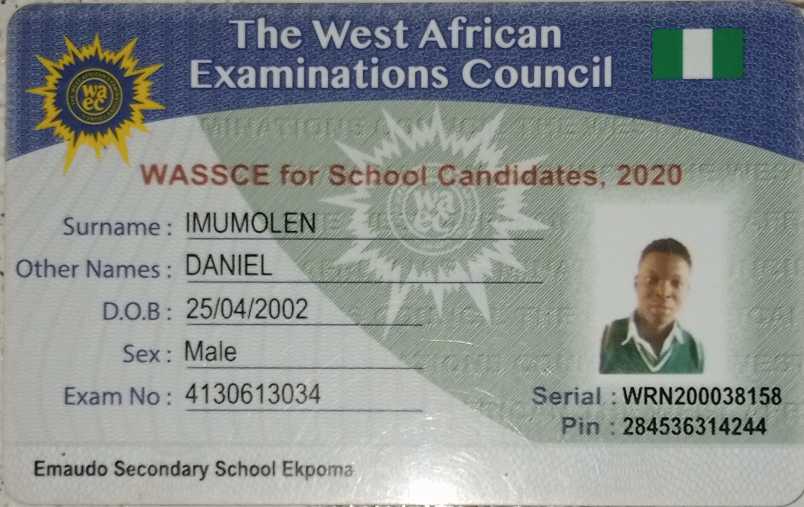 The West African
Examinations Council
waec
WASSCE for School Candidates, 2020
Surname : IMUMOLEN
Other Names : DANIEL
D.O.B : 25/04/2002
Sex : Male
Exam No : 4130613034
Serial : WRN200038158
Pin : 284536314244
Emaudo Secondary School Ekpoma